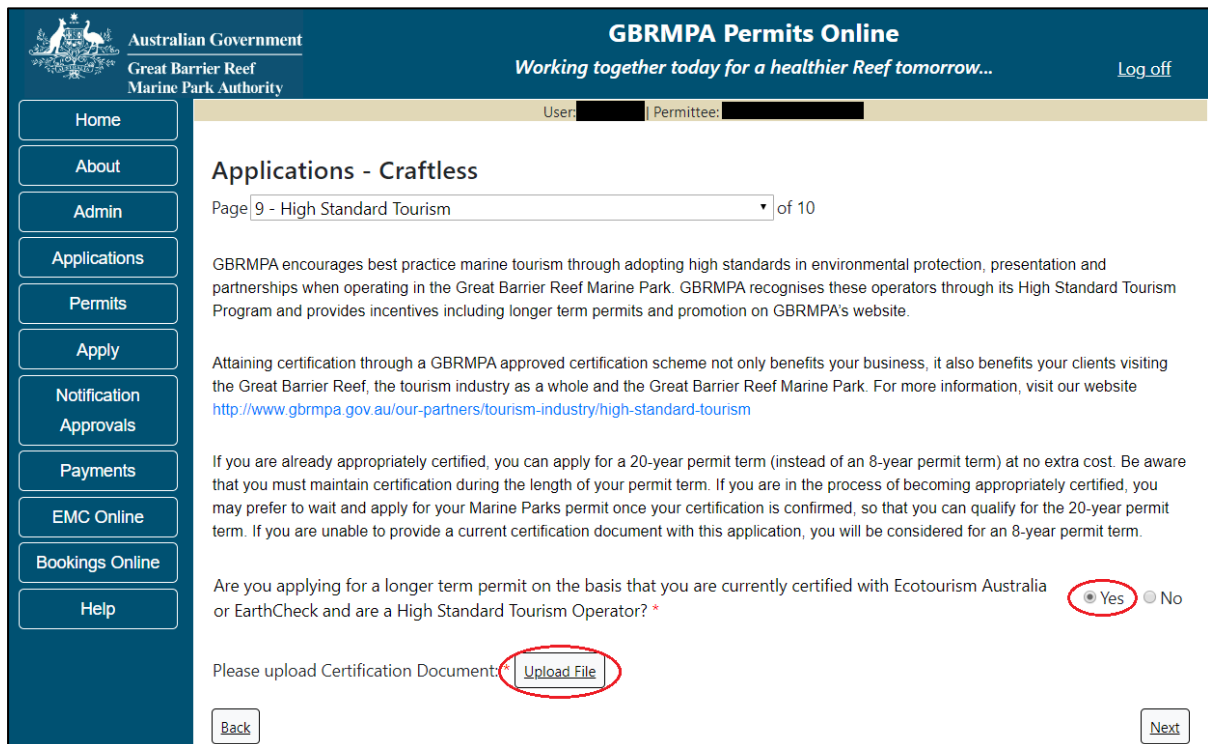 Australian Government
Great Barrier Reef
Marine Park Authority
GBRMPA Permits Online
Working together today for a healthier Reef tomorrow...
Log off
User: | Permittee:
Home
About
Admin
Applications
Permits
Apply
Notification
Approvals
Payments
EMC Online
Bookings Online
Help
Applications - Craftless
Page 9 - High Standard Tourism of 10
GBRMPA encourages best practice marine tourism through adopting high standards in environmental protection, presentation and
partnerships when operating in the Great Barrier Reef Marine Park. GBRMPA recognises these operators through its High Standard Tourism
Program and provides incentives including longer term permits and promotion on GBRMPA's website.
Attaining certification through a GBRMPA approved certification scheme not only benefits your business, it also benefits your clients visiting
the Great Barrier Reef, the tourism industry as a whole and the Great Barrier Reef Marine Park. For more information, visit our website
http://www.gbrmpa.gov.au/our-partners/tourism-industry/high-standard-tourism
If you are already appropriately certified, you can apply for a 20-year permit term (instead of an 8-year permit term) at no extra cost. Be aware
that you must maintain certification during the length of your permit term. If you are in the process of becoming appropriately certified, you
may prefer to wait and apply for your Marine Parks permit once your certification is confirmed, so that you can qualify for the 20-year permit
term. If you are unable to provide a current certification document with this application, you will be considered for an 8-year permit term.
Are you applying for a longer term permit on the basis that you are currently certified with Ecotourism Australia
or EarthCheck and are a High Standard Tourism Operator? *
Yes No
Please upload Certification Document: * Upload File
Back
Next